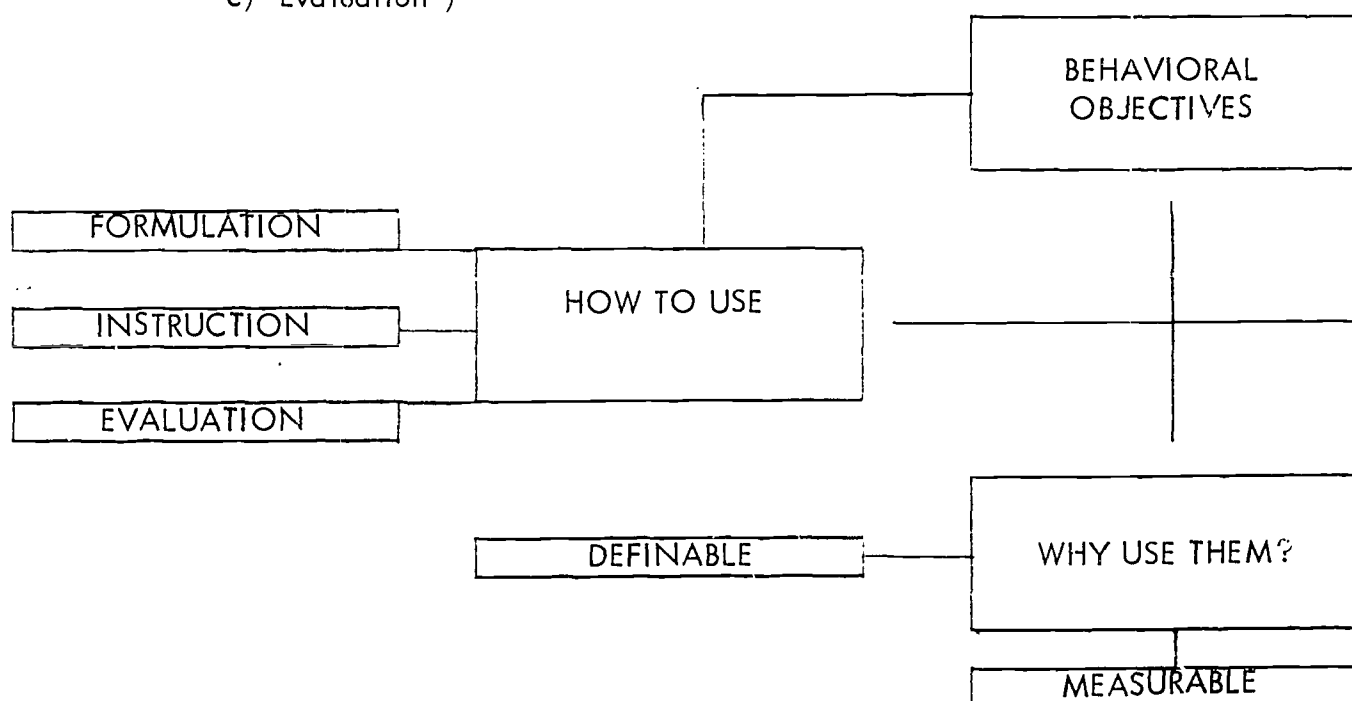 c) Evaluation )
BEHAVIORAL
OBJECTIVES
FORMULATION
HOW TO USE
INSTRUCTION
EVALUATION
DEFINABLE
WHY USE THEM?
MEASURABLE